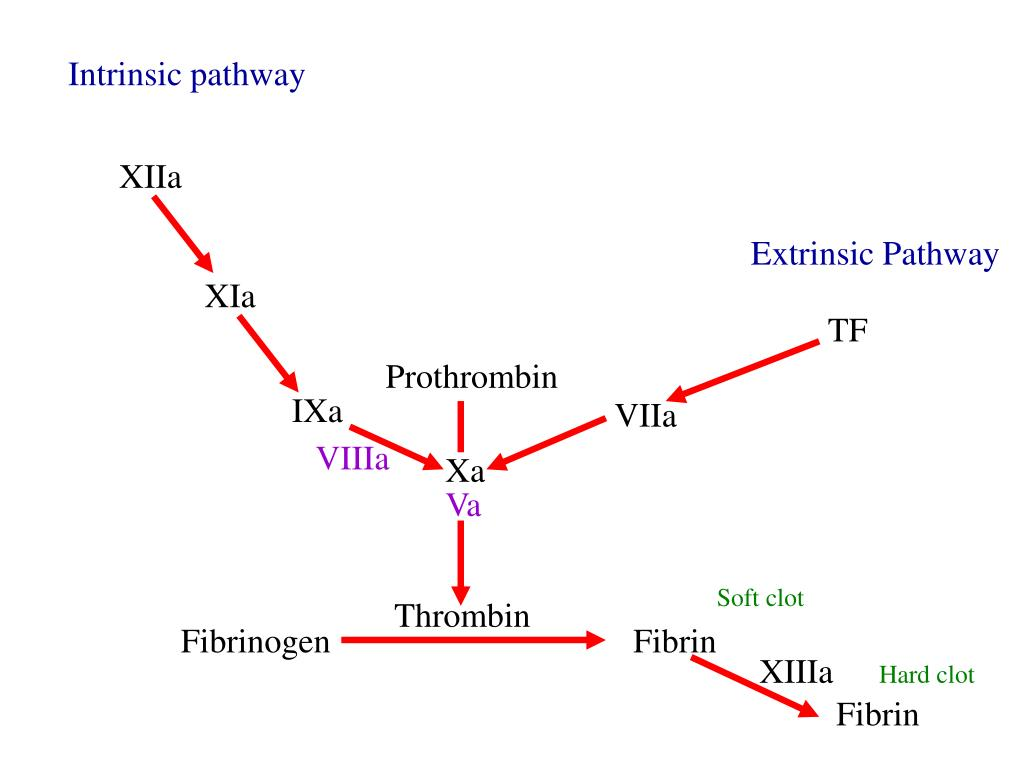 Intrinsic pathway
XIIa
Extrinsic Pathway
XIa
TF
Prothrombin
IXa
VIIa
VIIIa
Xa
Va
Soft clot
Thrombin
Fibrinogen
Fibrin
XIIIa
Hard clot
Fibrin